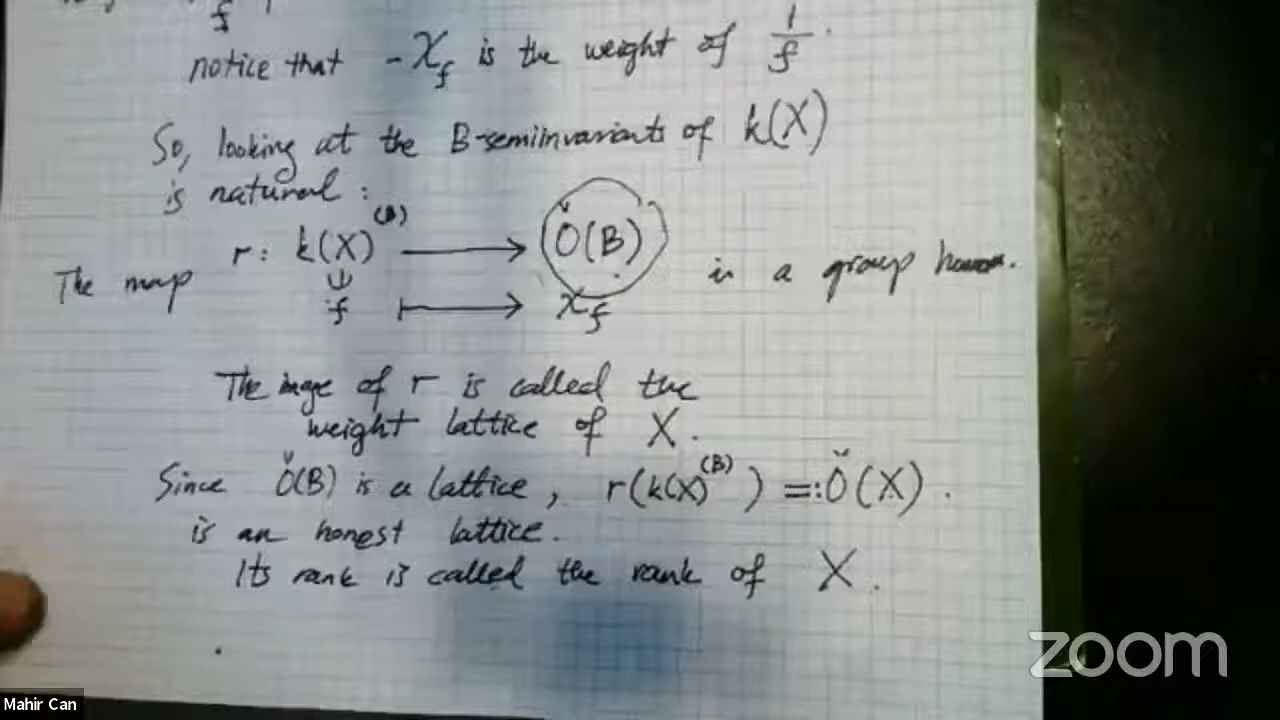 f
notice that -χ_f is the weight of 1/f.
So, looking at the B-semiinvariants of k(X)
is natural:
The map r: k(X)^(B) ⟶ Ǒ(B) is a group
ψ
f ⟼ χ_f
The image of r is called the
weight lattice of X.
Since Ǒ(B) is a lattice, r(k(X)^(B)) =: Ǒ(X).
is an honest lattice.
Its rank is called the rank of X.
zoom
Mahir Can